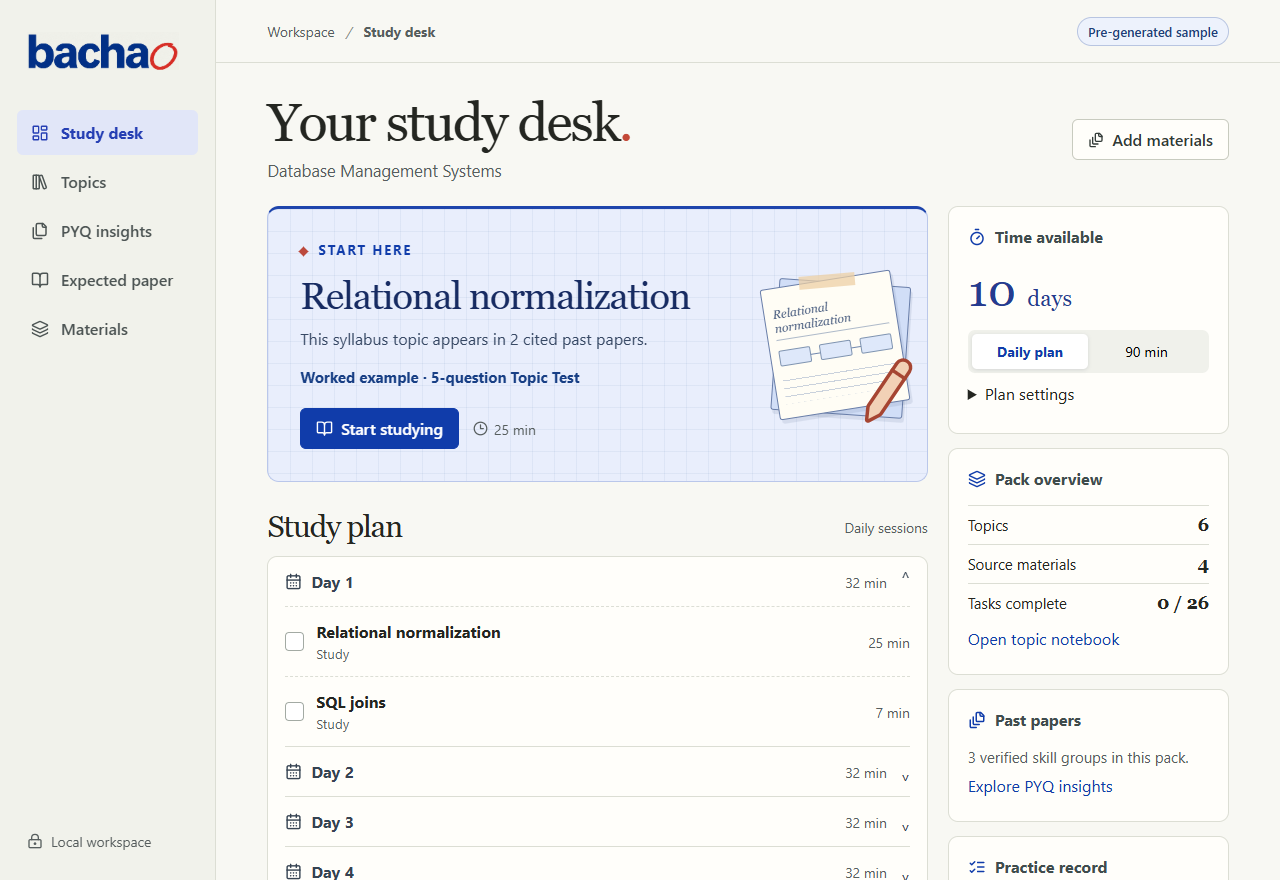 bachao
Workspace / Study desk
Pre-generated sample
Study desk
Topics
PYQ insights
Expected paper
Materials
Local workspace
Your study desk.
Database Management Systems
Add materials
START HERE
Relational normalization
This syllabus topic appears in 2 cited past papers.
Worked example · 5-question Topic Test
Start studying
25 min
Relational
normalization
Study plan
Daily sessions
Day 1
32 min
Relational normalization
Study
25 min
SQL joins
Study
7 min
Day 2
32 min
Day 3
32 min
Day 4
32 min
Time available
10 days
Daily plan
90 min
Plan settings
Pack overview
Topics 6
Source materials 4
Tasks complete 0 / 26
Open topic notebook
Past papers
3 verified skill groups in this pack.
Explore PYQ insights
Practice record